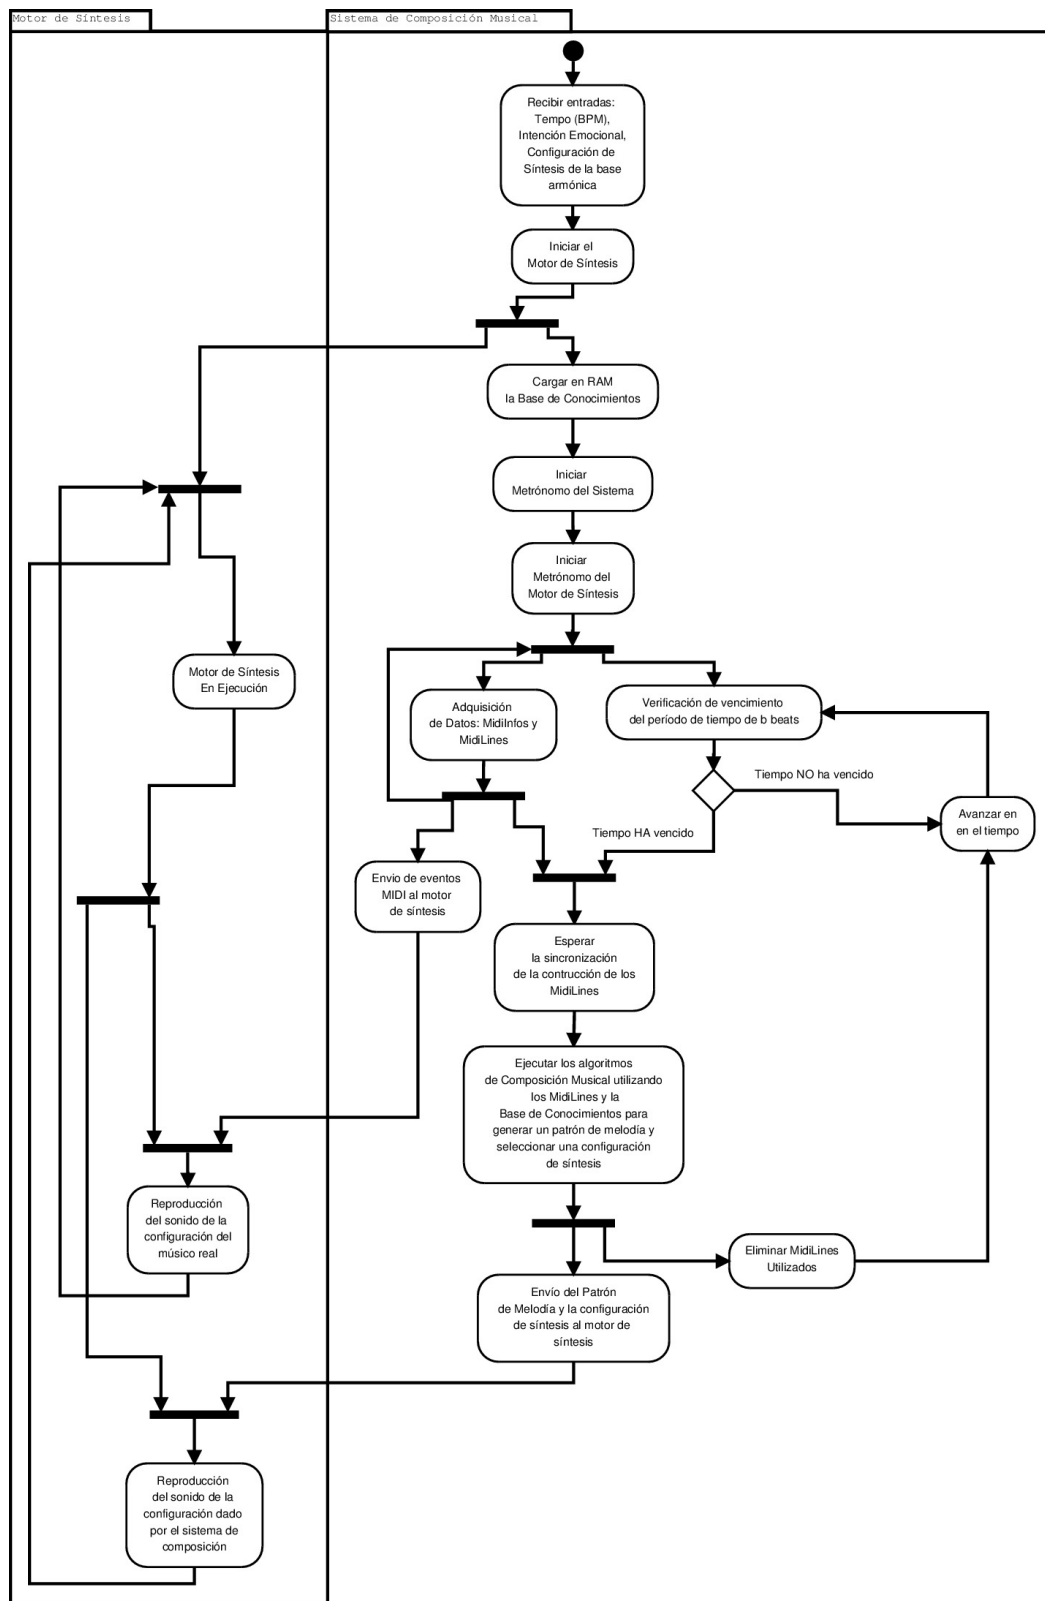 Motor de Síntesis
Sistema de Composición Musical
Recibir entradas:
Tempo (BPM),
Intención Emocional,
Configuración de
Síntesis de la base
armónica
Iniciar el
Motor de Síntesis
Cargar en RAM
la Base de Conocimientos
Iniciar
Metrónomo del Sistema
Iniciar
Metrónomo del
Motor de Síntesis
Motor de Síntesis
En Ejecución
Adquisición
de Datos: MidiInfos y
MidiLines
Verificación de vencimiento
del período de tiempo de b beats
Tiempo NO ha vencido
Avanzar en
en el tiempo
Tiempo HA vencido
Envio de eventos
MIDI al motor
de síntesis
Esperar
la sincronización
de la contrucción de los
MidiLines
Ejecutar los algoritmos
de Composición Musical utilizando
los MidiLines y la
Base de Conocimientos para
generar un patrón de melodía y
seleccionar una configuración
de síntesis
Reproducción
del sonido de la
configuración del
músico real
Eliminar MidiLines
Utilizados
Envío del Patrón
de Melodía y la configuración
de síntesis al motor de
síntesis
Reproducción
del sonido de la
configuración dado
por el sistema de
composición